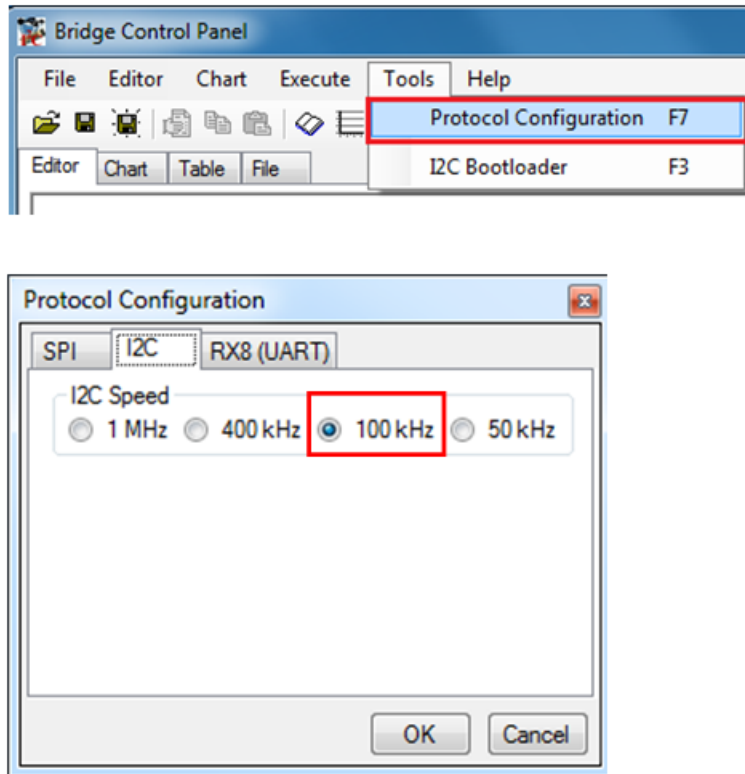 Bridge Control Panel
File Editor Chart Execute Tools Help
Protocol Configuration F7
Editor Chart Table File
I2C Bootloader F3
Protocol Configuration
SPI I2C RX8 (UART)
I2C Speed
1 MHz 400 kHz 100 kHz 50 kHz
OK Cancel